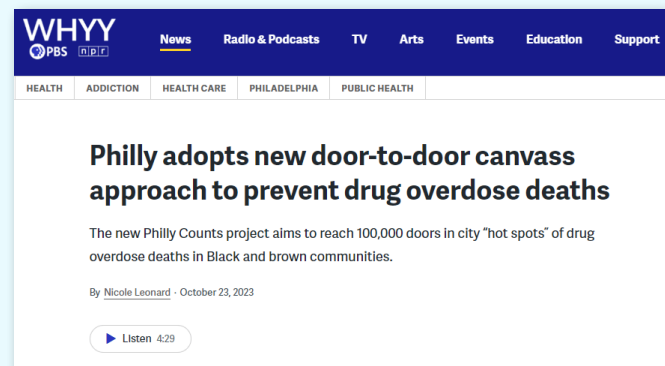 WHYY
PBS npr
News Radio & Podcasts TV Arts Events Education Support
HEALTH ADDICTION HEALTH CARE PHILADELPHIA PUBLIC HEALTH
Philly adopts new door-to-door canvass
approach to prevent drug overdose deaths
The new Philly Counts project aims to reach 100,000 doors in city “hot spots” of drug
overdose deaths in Black and brown communities.
By Nicole Leonard · October 23, 2023
Listen 4:29